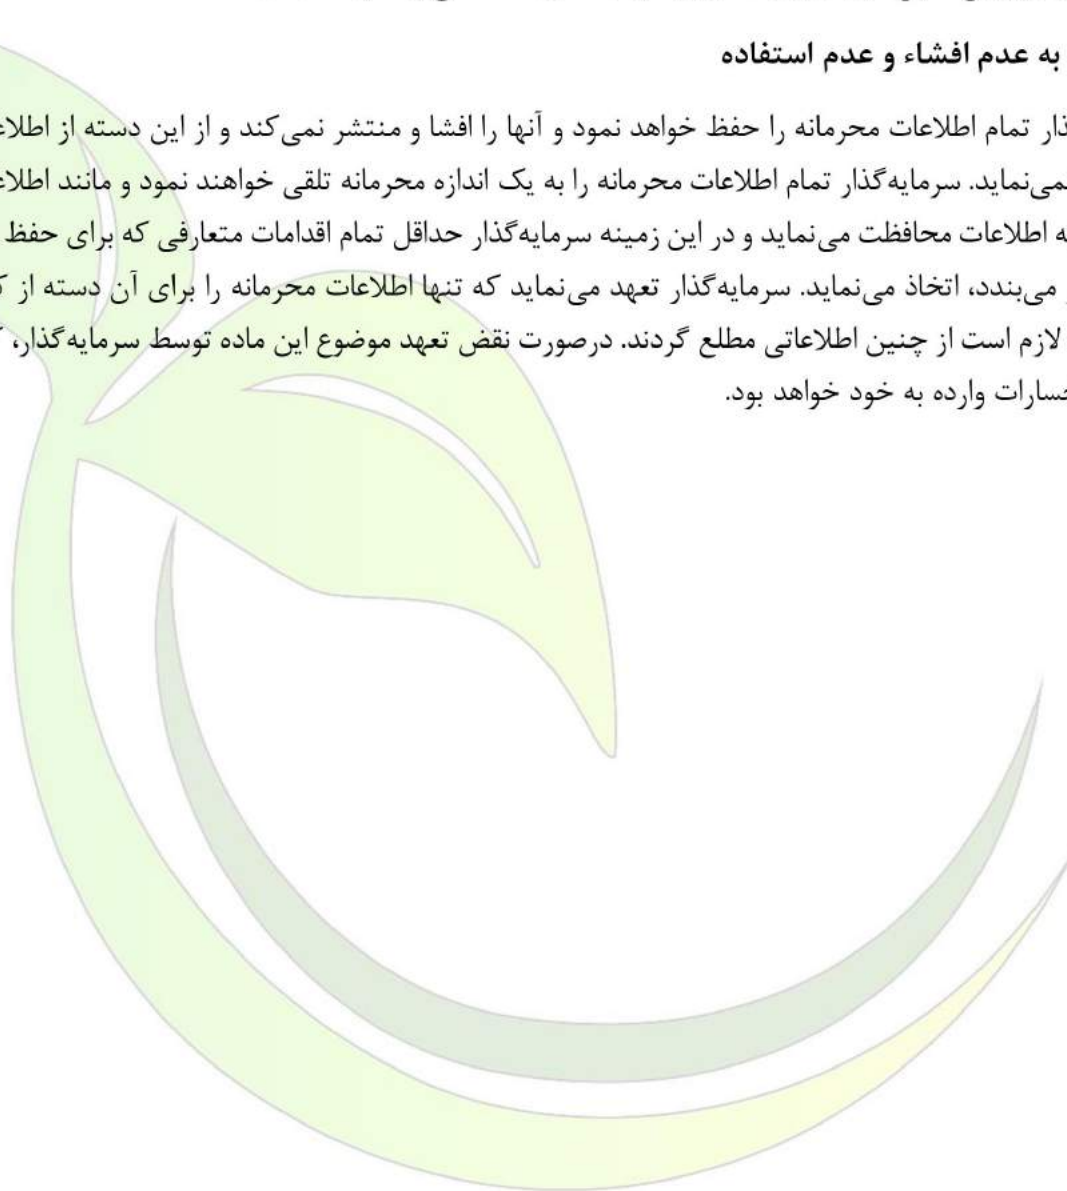 به عدم افشاء و عدم استفاده
تمام اطلاعات محرمانه را حفظ خواهد نمود و آنها را افشا و منتشر نمی‌کند و از این دسته از
نمی‌نماید. سرمایه‌گذار تمام اطلاعات محرمانه را به یک اندازه محرمانه تلقی خواهند نمود و مانند
اطلاعات محافظت می‌نماید و در این زمینه سرمایه‌گذار حداقل تمام اقدامات متعارفی که برای حفظ
می‌بندد، اتخاذ می‌نماید. سرمایه‌گذار تعهد می‌نماید که تنها اطلاعات محرمانه را برای آن دسته از
لازم است از چنین اطلاعاتی مطلع گردند. درصورت نقض تعهد موضوع این ماده توسط سرمایه‌گذار،
خسارات وارده به خود خواهد بود.